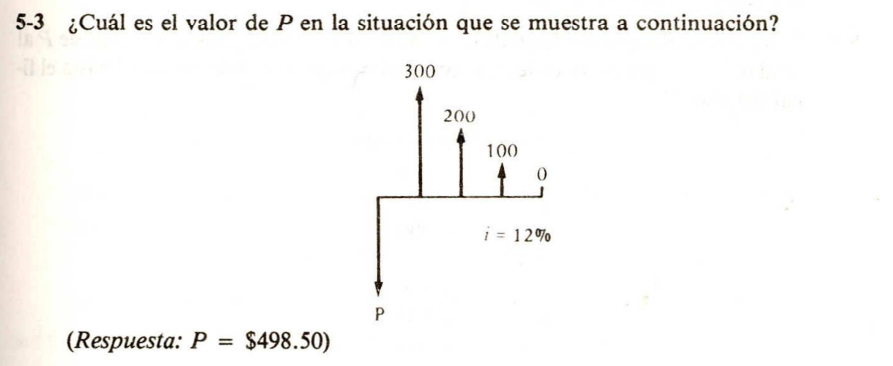 5-3 ¿Cuál es el valor de P en la situación que se muestra a continuación?
300
200
100
0
i = 12%
P
(Respuesta: P = $498.50)